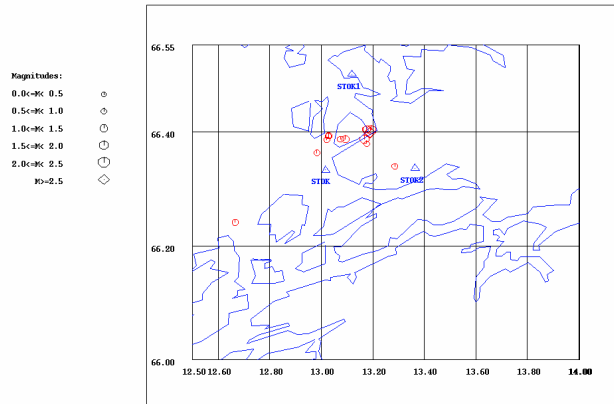 66.55
Magnitudes:
0.0<=M< 0.5
0.5<=M< 1.0
1.0<=M< 1.5
1.5<=M< 2.0
2.0<=M< 2.5
M>=2.5
STOK1
66.40
STOK
STOK2
66.20
66.00
12.50 12.60 12.80 13.00 13.20 13.40 13.60 13.80 14.00